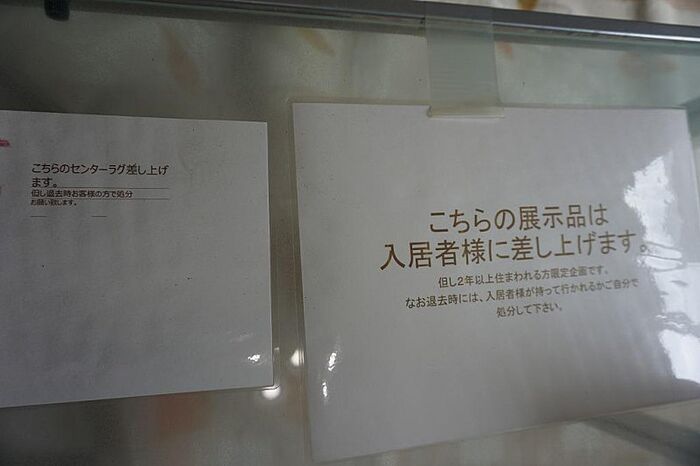 こちらのセンターラグ差し上げ
ます。
但し退去時お客様の方で処分
お願い致します。
こちらの展示品は
入居者様に差し上げます。
但し2年以上住まわれる方限定企画です。
なお退去時には、入居者様が持って行かれるかご自分で
処分して下さい。